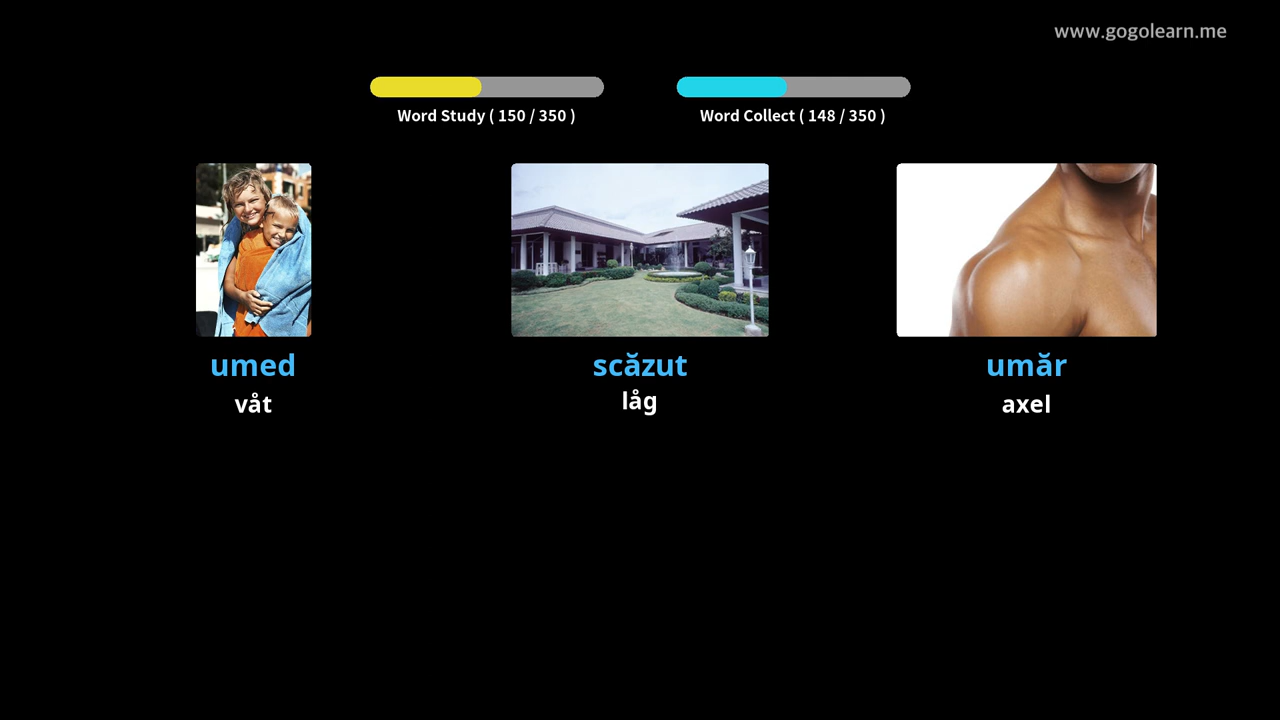 www.gogolearn.me
Word Study ( 150 / 350 )
Word Collect ( 148 / 350 )
umed
scăzut
umăr
våt
låg
axel